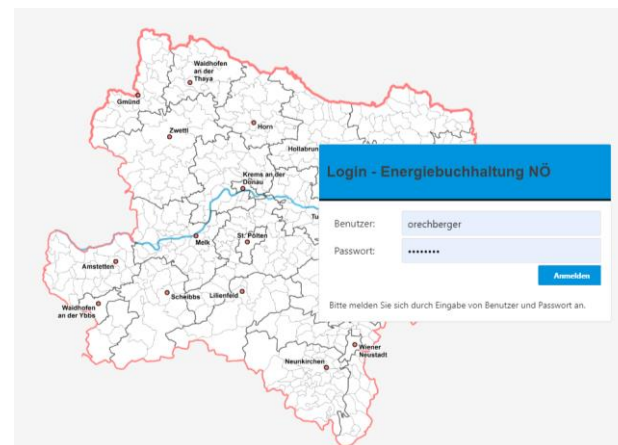 Waidhofen
an der
Thaya
Gmünd
Zwettl
Horn
Hollabrun
Krems an der
Donau
Tu
St. Pölten
Melk
Amstetten
Scheibbs
Lilienfeld
Waidhofen
an der Ybbs
Wiener
Neustadt
Neunkirchen
Login - Energiebuchhaltung NÖ
Benutzer: orechberger
Passwort: ••••••••
Anmelden
Bitte melden Sie sich durch Eingabe von Benutzer und Passwort an.